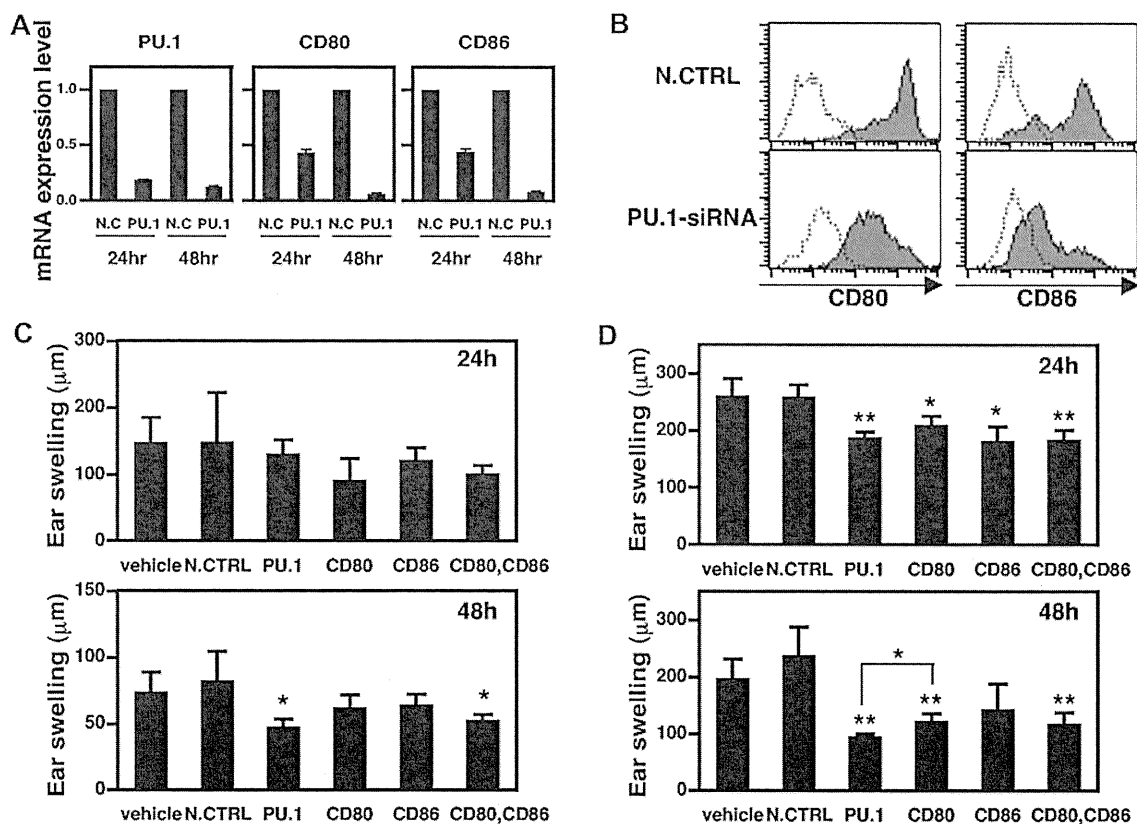 A
PU.1 CD80 CD86
mRNA expression level
1.0
0.5
0.0
N.C PU.1 N.C PU.1 N.C PU.1 N.C PU.1 N.C PU.1 N.C PU.1
24hr 48hr 24hr 48hr 24hr 48hr
B
N.CTRL
PU.1-siRNA
CD80 CD86
C
Ear swelling (μm)
300
200
100
0
24h
vehicle N.CTRL PU.1 CD80 CD86 CD80,CD86
Ear swelling (μm)
150
100
50
0
48h
* *
vehicle N.CTRL PU.1 CD80 CD86 CD80,CD86
D
Ear swelling (μm)
300
200
100
0
24h
** * * **
vehicle N.CTRL PU.1 CD80 CD86 CD80,CD86
Ear swelling (μm)
300
200
100
0
48h
*
** ** **
vehicle N.CTRL PU.1 CD80 CD86 CD80,CD86